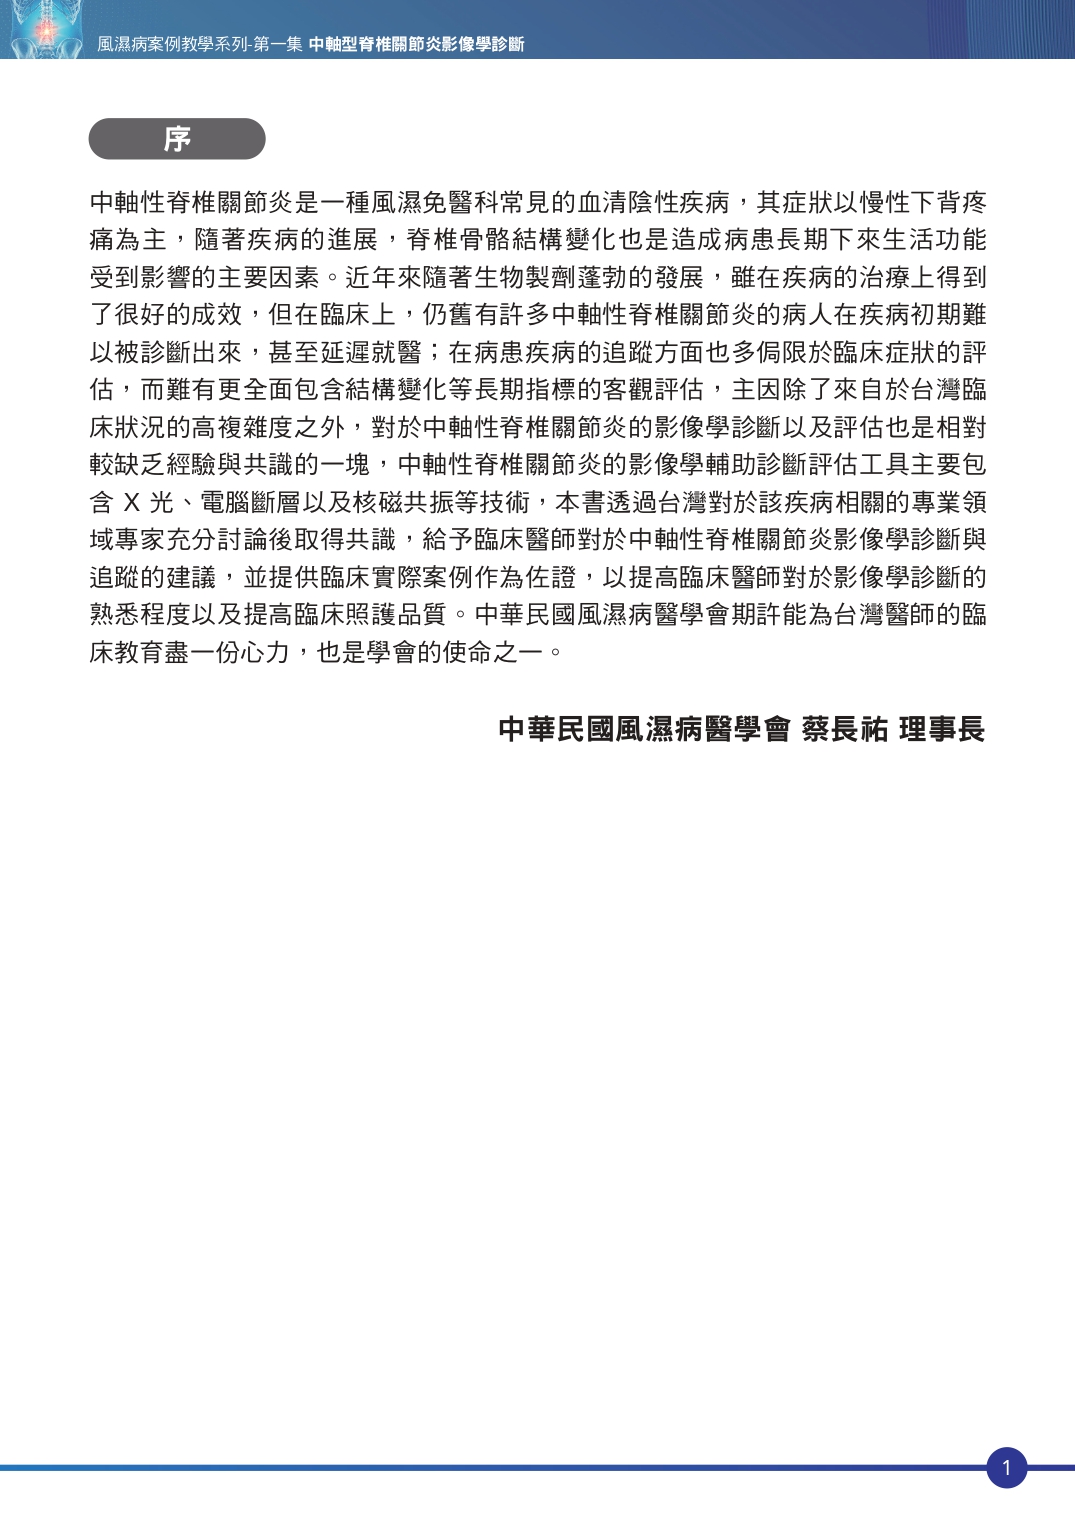 風濕病案例教學系列-第一集 中軸型脊椎關節炎影像學診斷
序
中軸性脊椎關節炎是一種風濕免醫科常見的血清陰性疾病，其症狀以慢性下背疼
痛為主，隨著疾病的進展，脊椎骨骼結構變化也是造成病患長期下來生活功能
受到影響的主要因素。近年來隨著生物製劑蓬勃的發展，雖在疾病的治療上得到
了很好的成效，但在臨床上，仍舊有許多中軸性脊椎關節炎的病人在疾病初期難
以被診斷出來，甚至延遲就醫；在病患疾病的追蹤方面也多侷限於臨床症狀的評
估，而難有更全面包含結構變化等長期指標的客觀評估，主因除了來自於台灣臨
床狀況的高複雜度之外，對於中軸性脊椎關節炎的影像學診斷以及評估也是相對
較缺乏經驗與共識的一塊，中軸性脊椎關節炎的影像學輔助診斷評估工具主要包
含 X 光、電腦斷層以及核磁共振等技術，本書透過台灣對於該疾病相關的專業領
域專家充分討論後取得共識，給予臨床醫師對於中軸性脊椎關節炎影像學診斷與
追蹤的建議，並提供臨床實際案例作為佐證，以提高臨床醫師對於影像學診斷的
熟悉程度以及提高臨床照護品質。中華民國風濕病醫學會期許能為台灣醫師的臨
床教育盡一份心力，也是學會的使命之一。
中華民國風濕病醫學會 蔡長祐 理事長
1